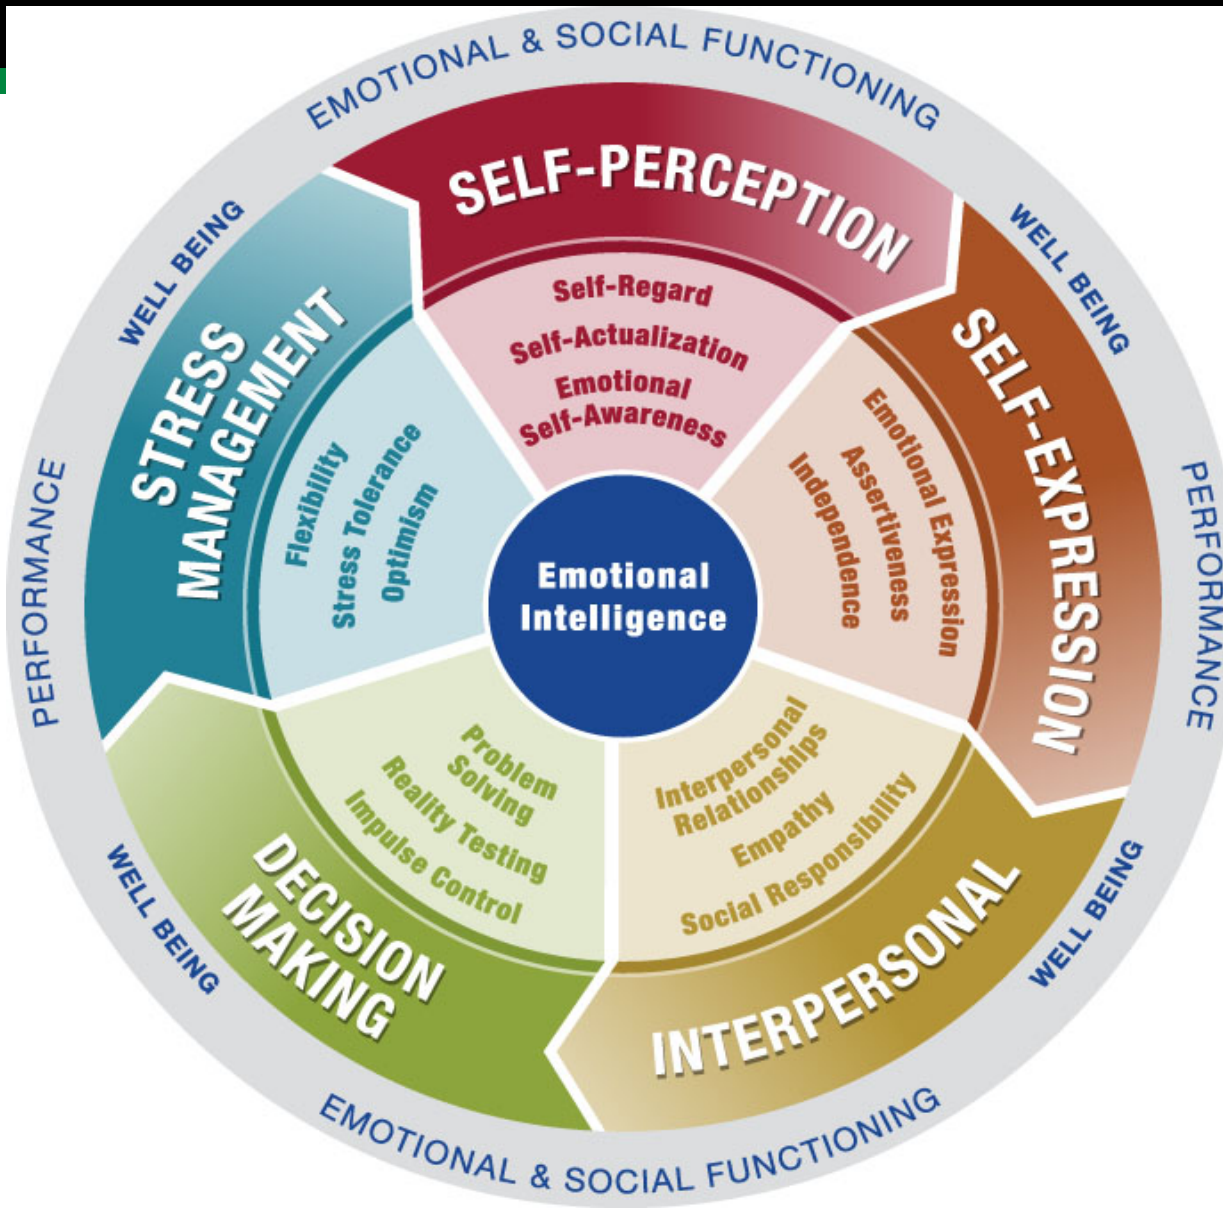 EMOTIONAL & SOCIAL FUNCTIONING
WELL BEING
WELL BEING
PERFORMANCE
PERFORMANCE
WELL BEING
WELL BEING
EMOTIONAL & SOCIAL FUNCTIONING
SELF-PERCEPTION
Self-Regard
Self-Actualization
Emotional
Self-Awareness
SELF-EXPRESSION
Emotional Expression
Assertiveness
Independence
INTERPERSONAL
Interpersonal
Relationships
Empathy
Social Responsibility
DECISION
MAKING
Problem
Solving
Reality Testing
Impulse Control
STRESS
MANAGEMENT
Flexibility
Stress Tolerance
Optimism
Emotional
Intelligence